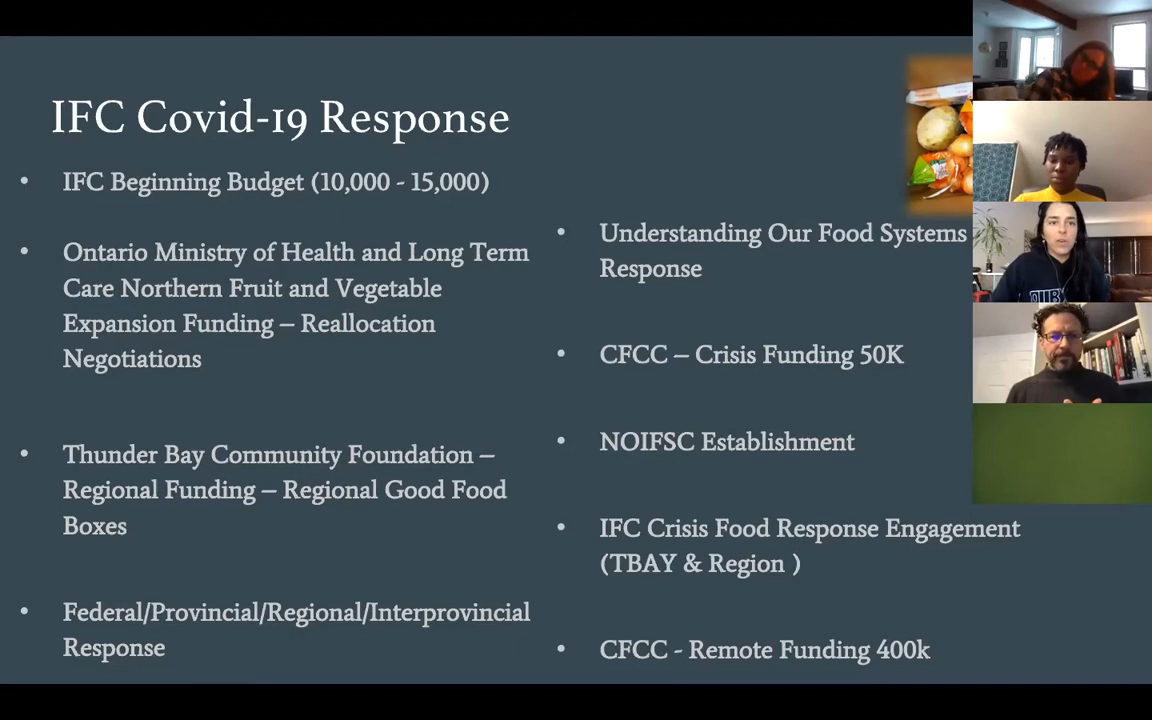 IFC Covid-19 Response
• IFC Beginning Budget (10,000 - 15,000)
• Ontario Ministry of Health and Long Term
Care Northern Fruit and Vegetable
Expansion Funding – Reallocation
Negotiations
• Thunder Bay Community Foundation –
Regional Funding – Regional Good Food
Boxes
• Federal/Provincial/Regional/Interprovincial
Response
• Understanding Our Food Systems
Response
• CFCC – Crisis Funding 50K
• NOIFSC Establishment
• IFC Crisis Food Response Engagement
(TBAY & Region )
• CFCC - Remote Funding 400k